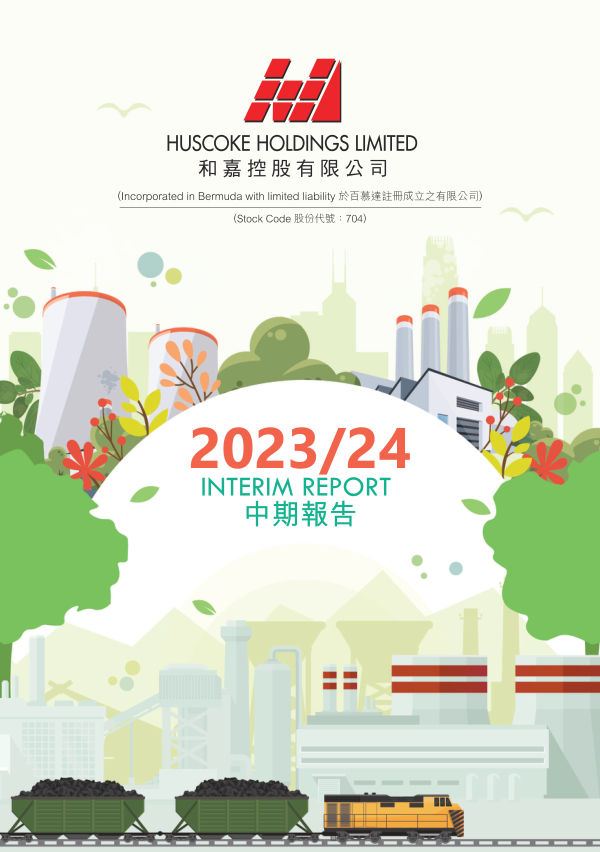 HUSCOKE HOLDINGS LIMITED
和嘉控股有限公司
(Incorporated in Bermuda with limited liability 於百慕達註冊成立之有限公司)
(Stock Code 股份代號：704)
2023/24
INTERIM REPORT
中期報告